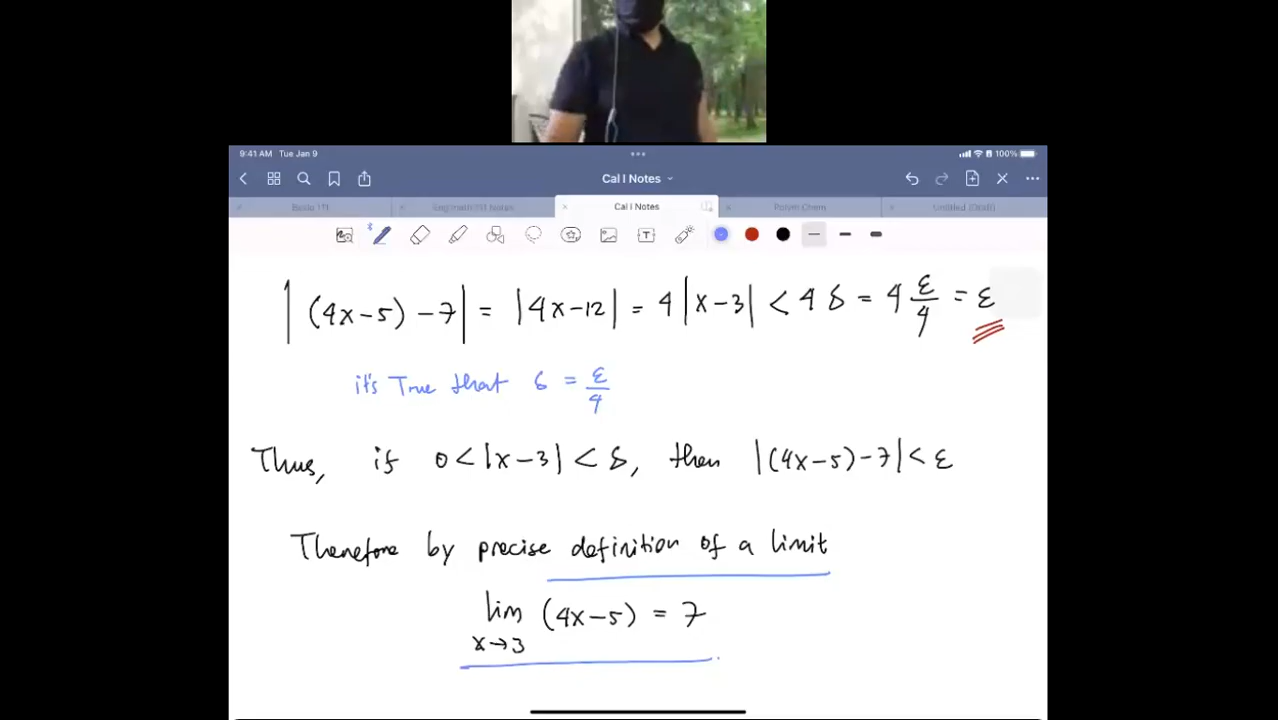 9:41 AM Tue Jan 9
100%
Cal I Notes
Cal I Notes
Polym Chem
Untitled (Draft)
|(4x-5)-7| = |4x-12| = 4|x-3| < 4δ = 4 ε/4 = ε
it's True that δ = ε/4
Thus, if 0<|x-3|<δ, then |(4x-5)-7|<ε
Therefore by precise definition of a limit
lim (4x-5) = 7
x→3